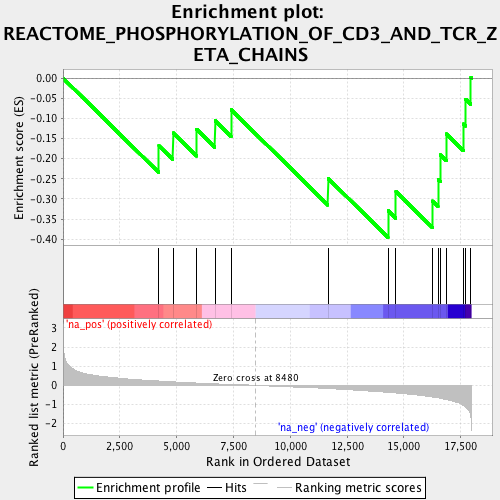 Enrichment plot:
REACTOME_PHOSPHORYLATION_OF_CD3_AND_TCR_Z
ETA_CHAINS
Enrichment score (ES)
0.00
-0.05
-0.10
-0.15
-0.20
-0.25
-0.30
-0.35
-0.40
'na_pos' (positively correlated)
Ranked list metric (PreRanked)
3
2
1
0
-1
-2
Zero cross at 8480
'na_neg' (negatively correlated)
0
2,500
5,000
7,500
10,000
12,500
15,000
17,500
Rank in Ordered Dataset
Enrichment profile
Hits
Ranking metric scores